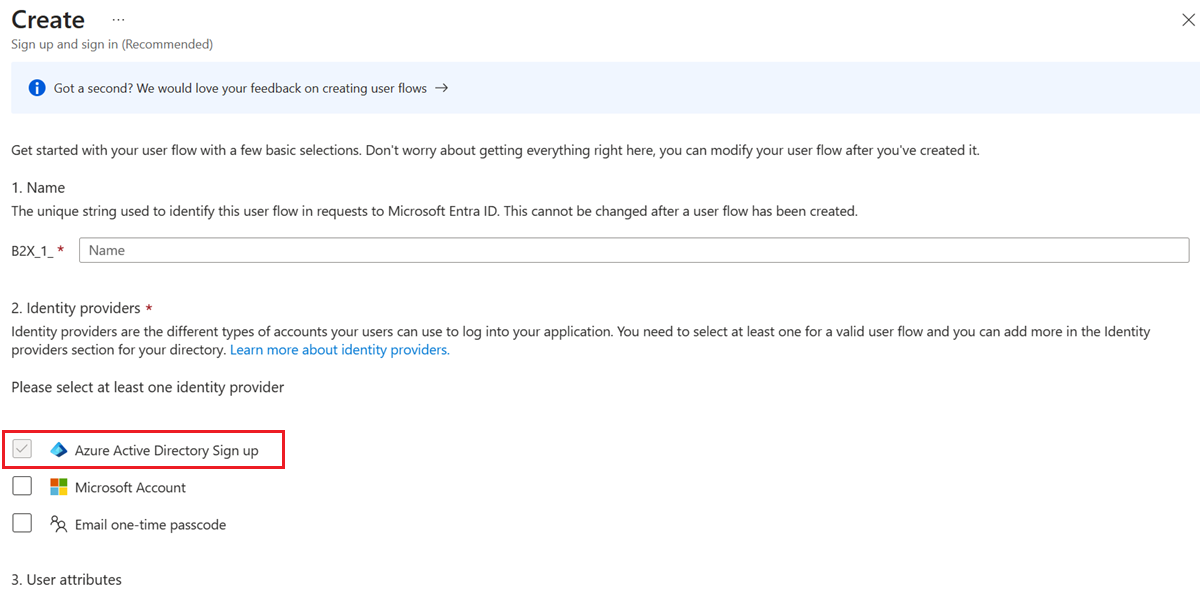 Create ...
Sign up and sign in (Recommended)
Got a second? We would love your feedback on creating user flows →
Get started with your user flow with a few basic selections. Don't worry about getting everything right here, you can modify your user flow after you've created it.
1. Name
The unique string used to identify this user flow in requests to Microsoft Entra ID. This cannot be changed after a user flow has been created.
B2X_1_ * Name
2. Identity providers *
Identity providers are the different types of accounts your users can use to log into your application. You need to select at least one for a valid user flow and you can add more in the Identity
providers section for your directory. Learn more about identity providers.
Please select at least one identity provider
Azure Active Directory Sign up
Microsoft Account
Email one-time passcode
3. User attributes